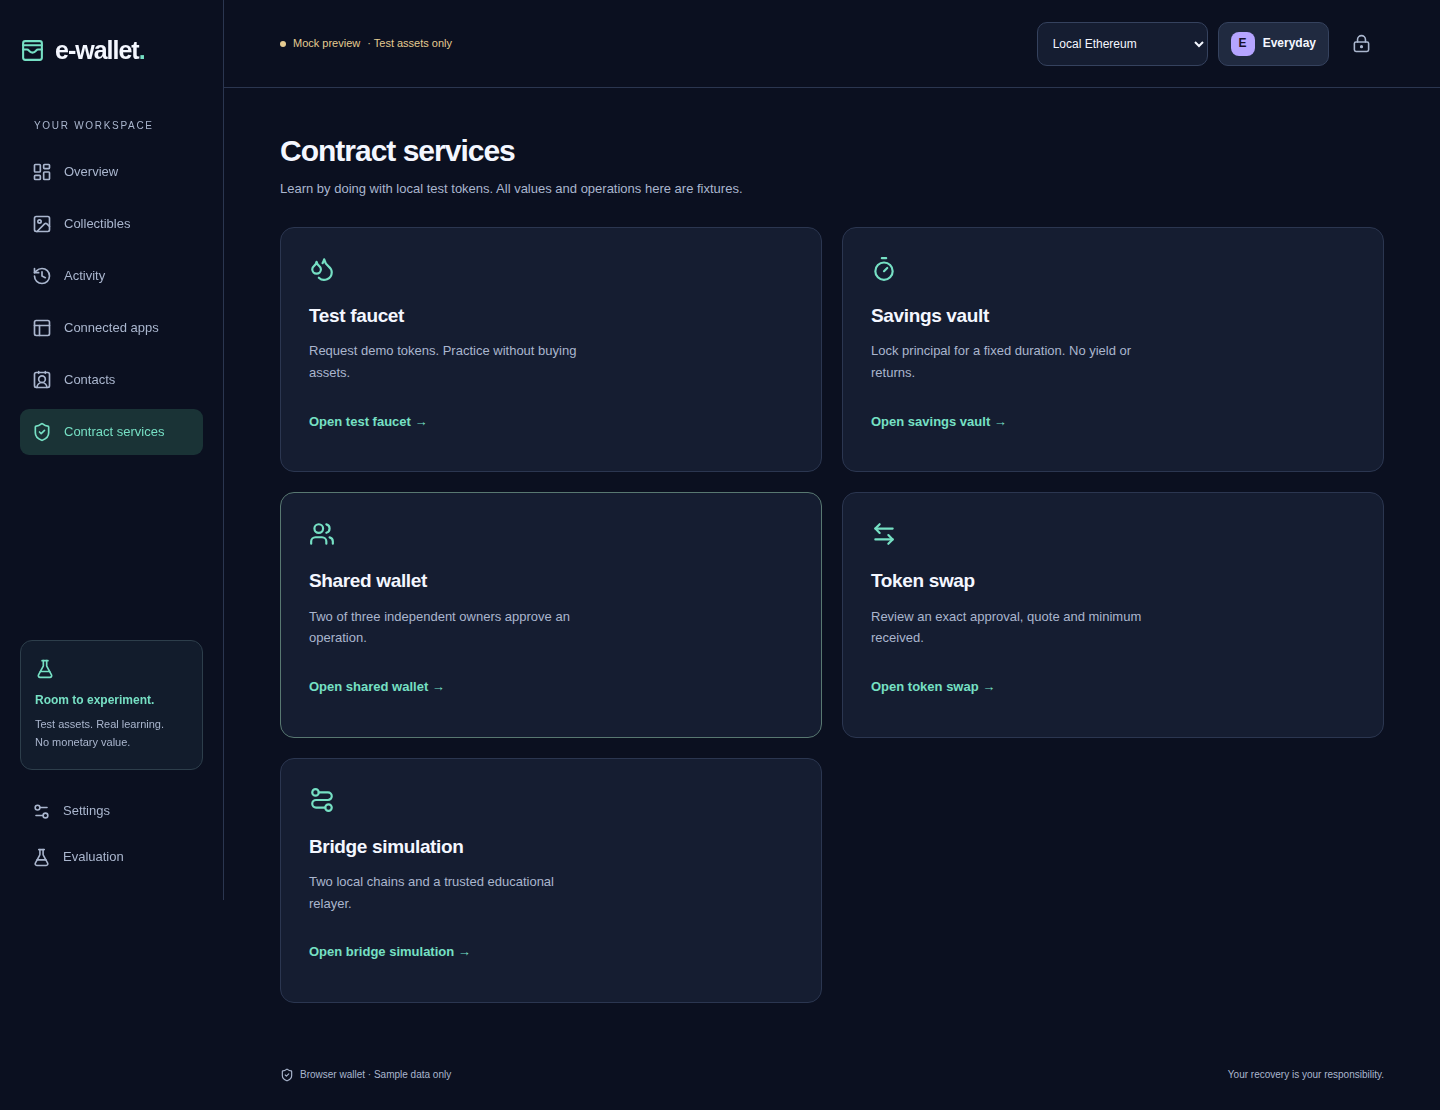 e-wallet.
Mock preview · Test assets only
Local Ethereum
E Everyday
YOUR WORKSPACE
Overview
Collectibles
Activity
Connected apps
Contacts
Contract services
Room to experiment.
Test assets. Real learning.
No monetary value.
Settings
Evaluation
Contract services
Learn by doing with local test tokens. All values and operations here are fixtures.
Test faucet
Request demo tokens. Practice without buying
assets.
Open test faucet →
Savings vault
Lock principal for a fixed duration. No yield or
returns.
Open savings vault →
Shared wallet
Two of three independent owners approve an
operation.
Open shared wallet →
Token swap
Review an exact approval, quote and minimum
received.
Open token swap →
Bridge simulation
Two local chains and a trusted educational
relayer.
Open bridge simulation →
Browser wallet · Sample data only
Your recovery is your responsibility.